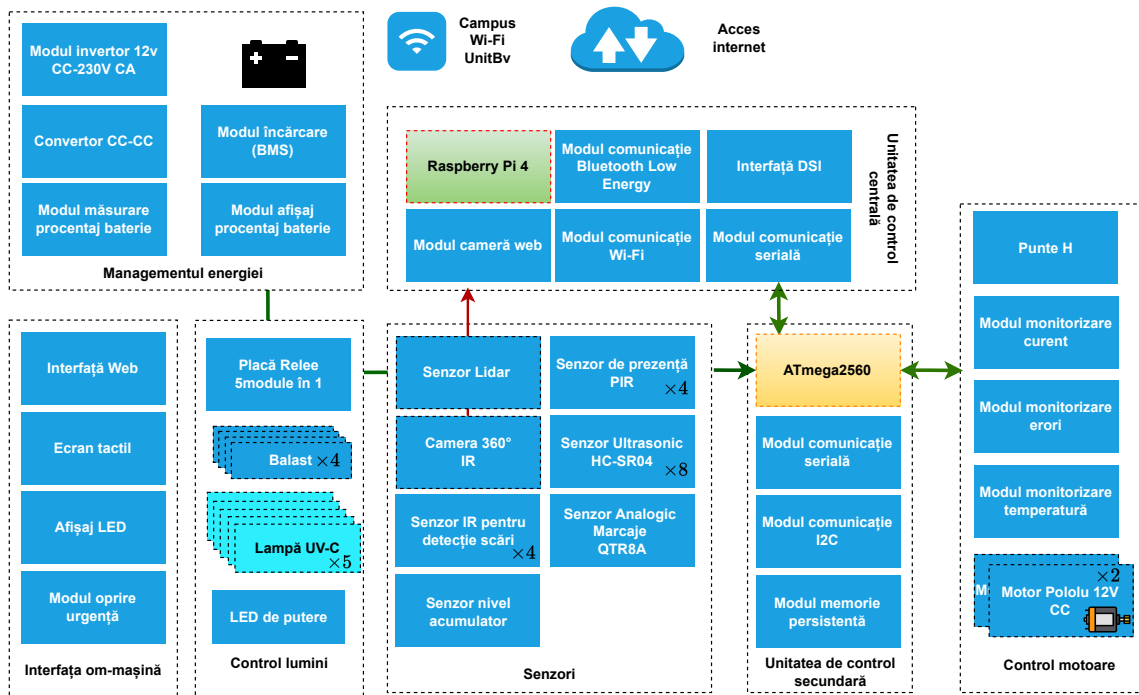 Modul invertor 12v
CC-230V CA
Convertor CC-CC
Modul încărcare
(BMS)
Modul măsurare
procentaj baterie
Modul afișaj
procentaj baterie
Managementul energiei
Campus
Wi-Fi
UnitBv
Acces
internet
Raspberry Pi 4
Modul comunicație
Bluetooth Low
Energy
Interfață DSI
Modul cameră web
Modul comunicație
Wi-Fi
Modul comunicație
serială
Unitatea de control
centrală
Interfață Web
Ecran tactil
Afișaj LED
Modul oprire
urgență
Interfața om-mașină
Placă Relee
5module în 1
Balast ×4
Lampă UV-C
×5
LED de putere
Control lumini
Senzor Lidar
Senzor de prezență
PIR
×4
Camera 360°
IR
Senzor Ultrasonic
HC-SR04
×8
Senzor IR pentru
detecție scări
×4
Senzor Analogic
Marcaje
QTR8A
Senzor nivel
acumulator
Senzori
ATmega2560
Modul comunicație
serială
Modul comunicație
I2C
Modul memorie
persistentă
Unitatea de control
secundară
Punte H
Modul monitorizare
curent
Modul monitorizare
erori
Modul monitorizare
temperatură
×2
M
Motor Pololu 12V
CC
Control motoare